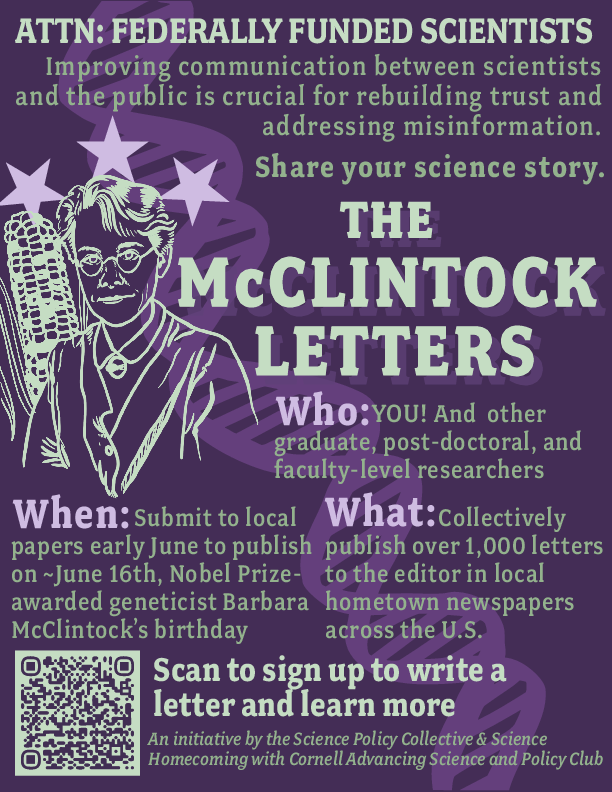 ATTN: FEDERALLY FUNDED SCIENTISTS
Improving communication between scientists
and the public is crucial for rebuilding trust and
addressing misinformation.
Share your science story.
THE
McCLINTOCK
LETTERS
Who: YOU! And other
graduate, post-doctoral, and
faculty-level researchers
When: Submit to local
papers early June to publish
on ~June 16th, Nobel Prize-
awarded geneticist Barbara
McClintock's birthday
What: Collectively
publish over 1,000 letters
to the editor in local
hometown newspapers
across the U.S.
Scan to sign up to write a
letter and learn more
An initiative by the Science Policy Collective & Science
Homecoming with Cornell Advancing Science and Policy Club